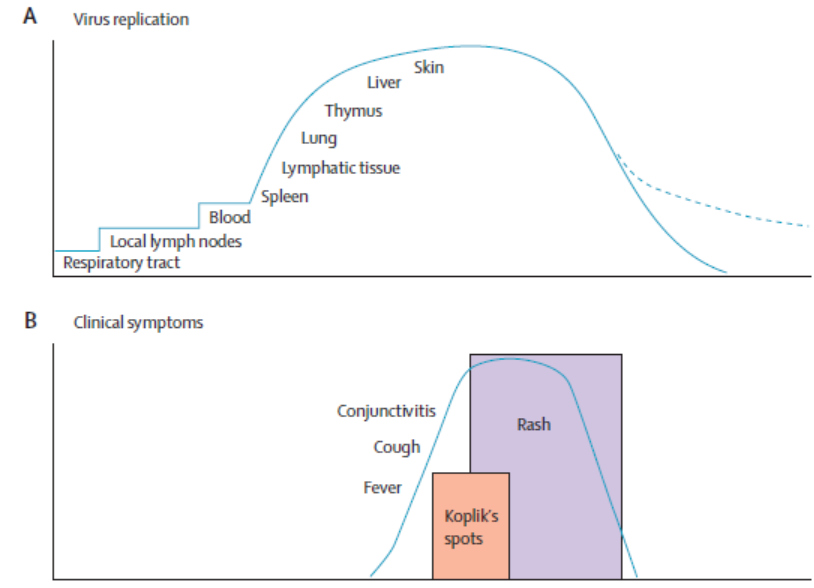 A Virus replication
Skin
Liver
Thymus
Lung
Lymphatic tissue
Spleen
Blood
Local lymph nodes
Respiratory tract
B Clinical symptoms
Conjunctivitis
Rash
Cough
Fever
Koplik's
spots